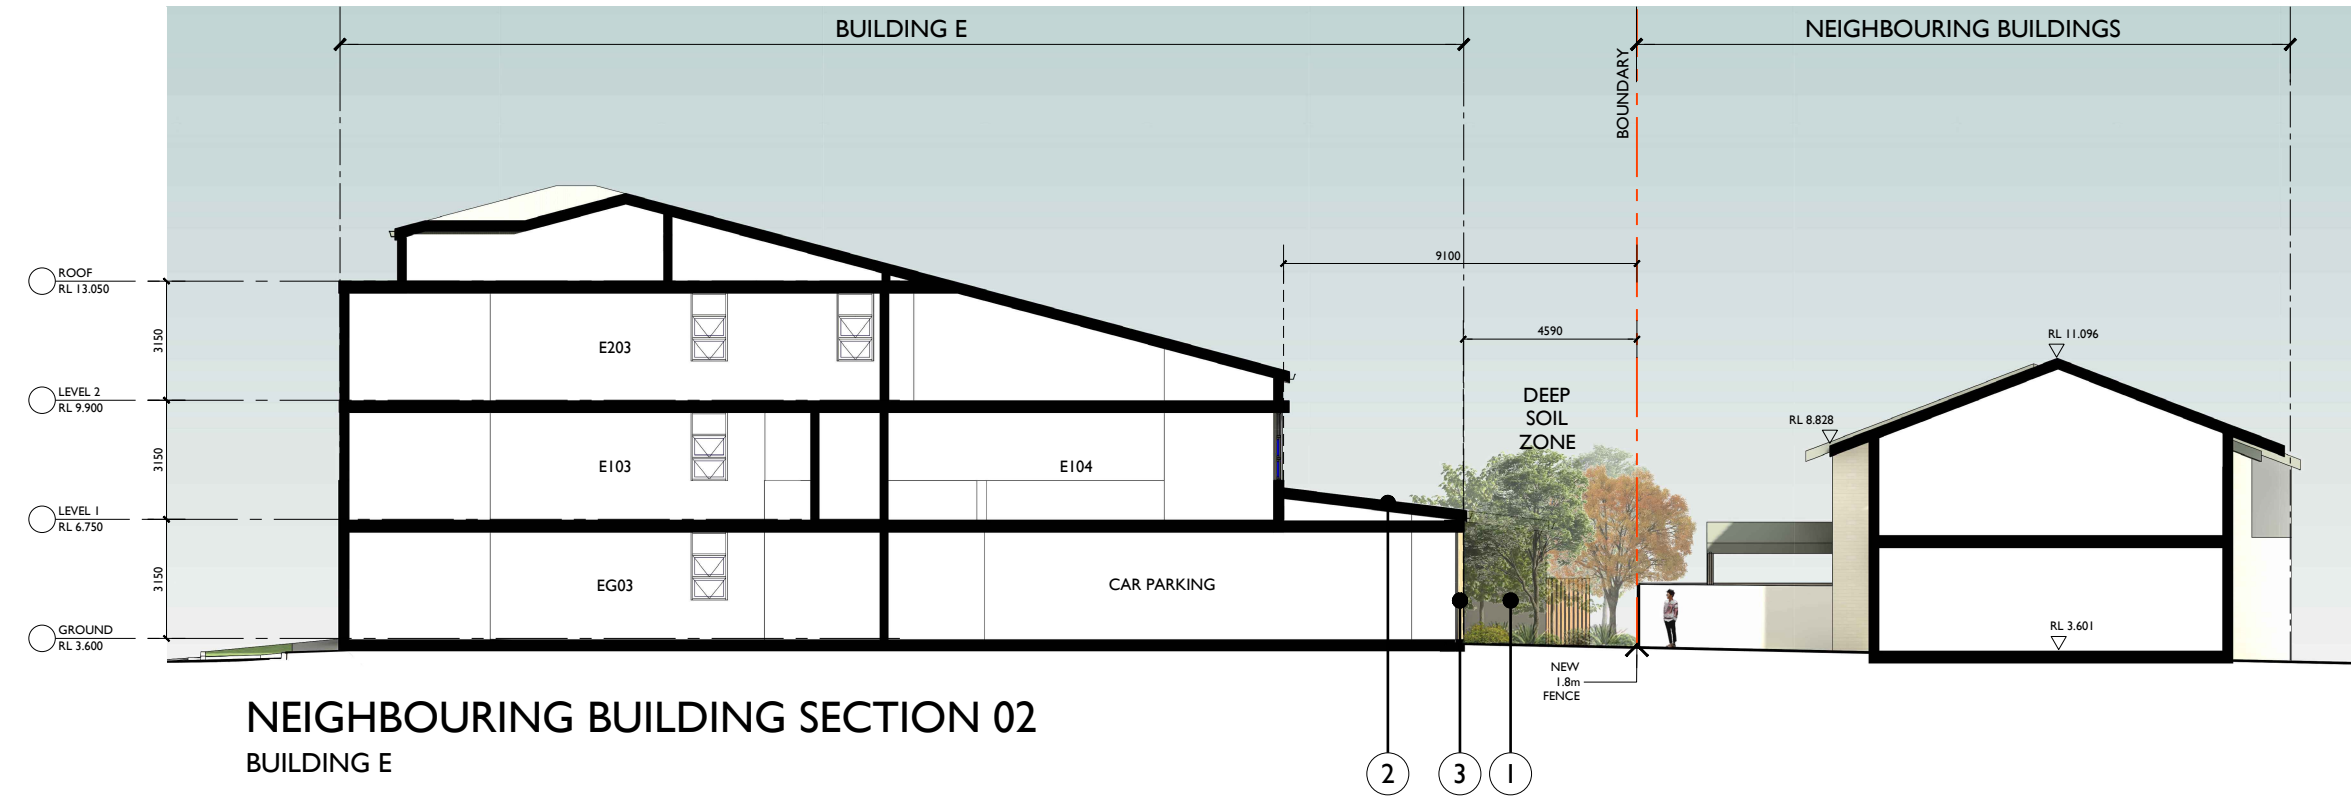 BUILDING E
NEIGHBOURING BUILDINGS
BOUNDARY
9100
ROOF
RL 13.050
3150
E203
4590
RL 11.096
LEVEL 2
RL 9.900
DEEP
SOIL
ZONE
RL 8.828
3150
E103
E104
LEVEL 1
RL 6.750
3150
EG03
CAR PARKING
GROUND
RL 3.600
RL 3.601
NEW
1.8m
FENCE
NEIGHBOURING BUILDING SECTION 02
BUILDING E
2
3
1